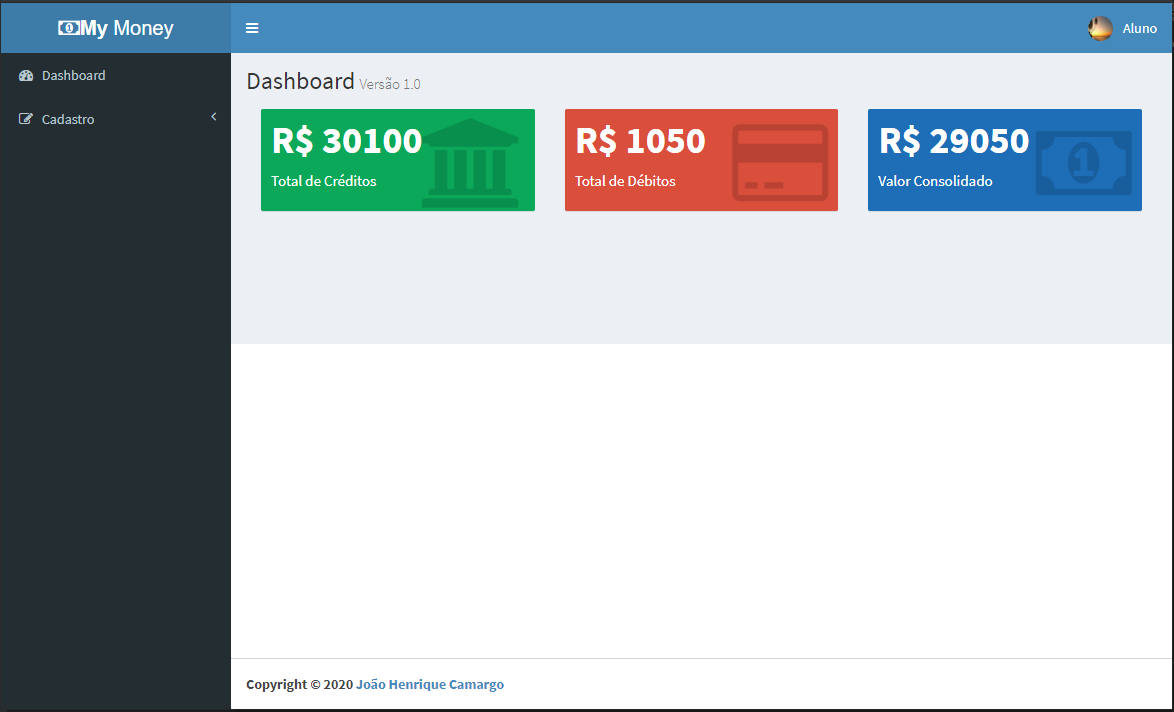 My Money
Aluno
Dashboard
Cadastro
Dashboard Versão 1.0
R$ 30100
Total de Créditos
R$ 1050
Total de Débitos
R$ 29050
Valor Consolidado
Copyright © 2020 João Henrique Camargo